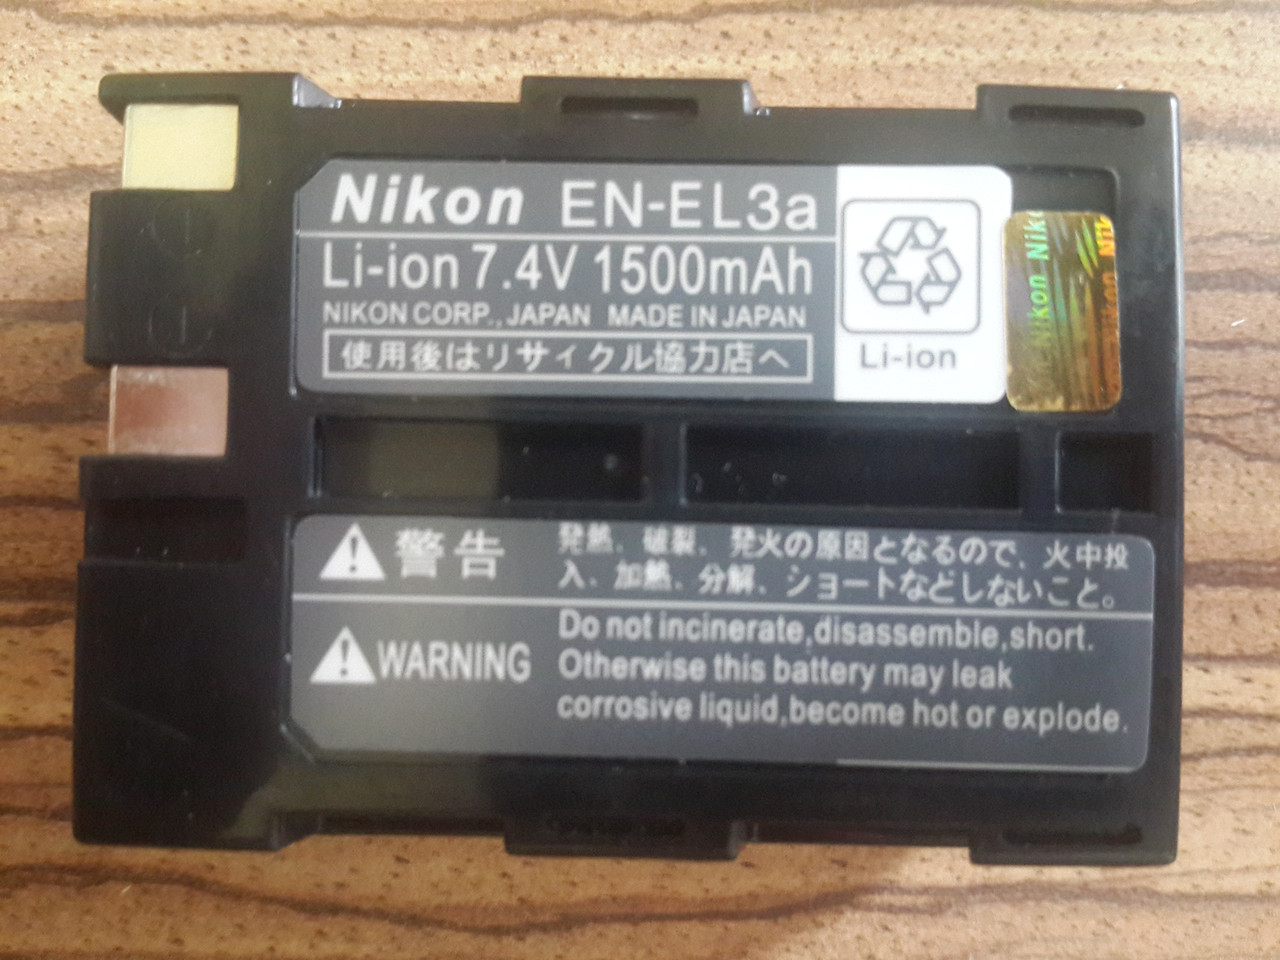 Nikon EN-EL3a
Li-ion 7.4V 1500mAh
NIKON CORP., JAPAN MADE IN JAPAN
使用後はリサイクル協力店へ
Li-ion
Nikon Nik
警告
発熱、破裂、発火の原因となるので、火中投
入、加熱、分解、ショートなどしないこと。
WARNING
Do not incinerate,disassemble,short.
Otherwise this battery may leak
corrosive liquid,become hot or explode.